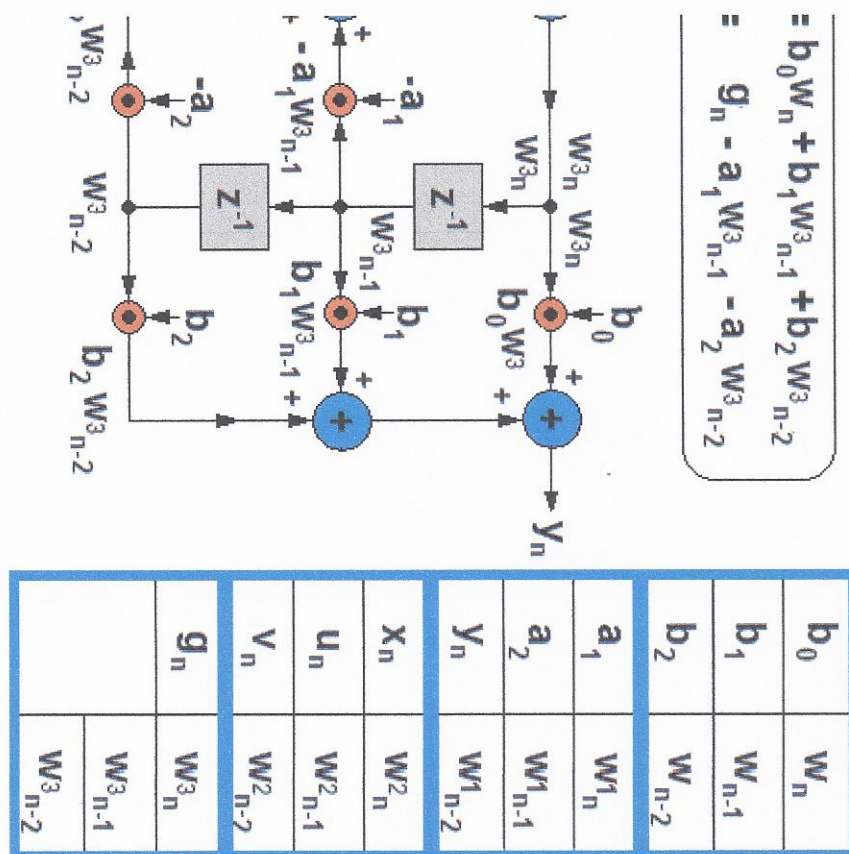 = b₀wₙ + b₁w³ₙ₋₁ + b₂w³ₙ₋₂
= gₙ - a₁w³ₙ₋₁ - a₂w³ₙ₋₂
b₀
w³ₙ w³ₙ +
+ yₙ
w³ₙ b₀w³ +
z⁻¹
-a₁ b₁
+ w³ₙ₋₁ +
+
- a₁w³ₙ₋₁ b₁w³ₙ₋₁ +
z⁻¹
-a₂ b₂
w³ₙ₋₂ w³ₙ₋₂ b₂w³ₙ₋₂
b₀ wₙ
b₁ wₙ₋₁
b₂ wₙ₋₂
a₁ w¹ₙ
a₂ w¹ₙ₋₁
yₙ w¹ₙ₋₂
xₙ w²ₙ
uₙ w²ₙ₋₁
vₙ w²ₙ₋₂
gₙ w³ₙ
w³ₙ₋₁
w³ₙ₋₂